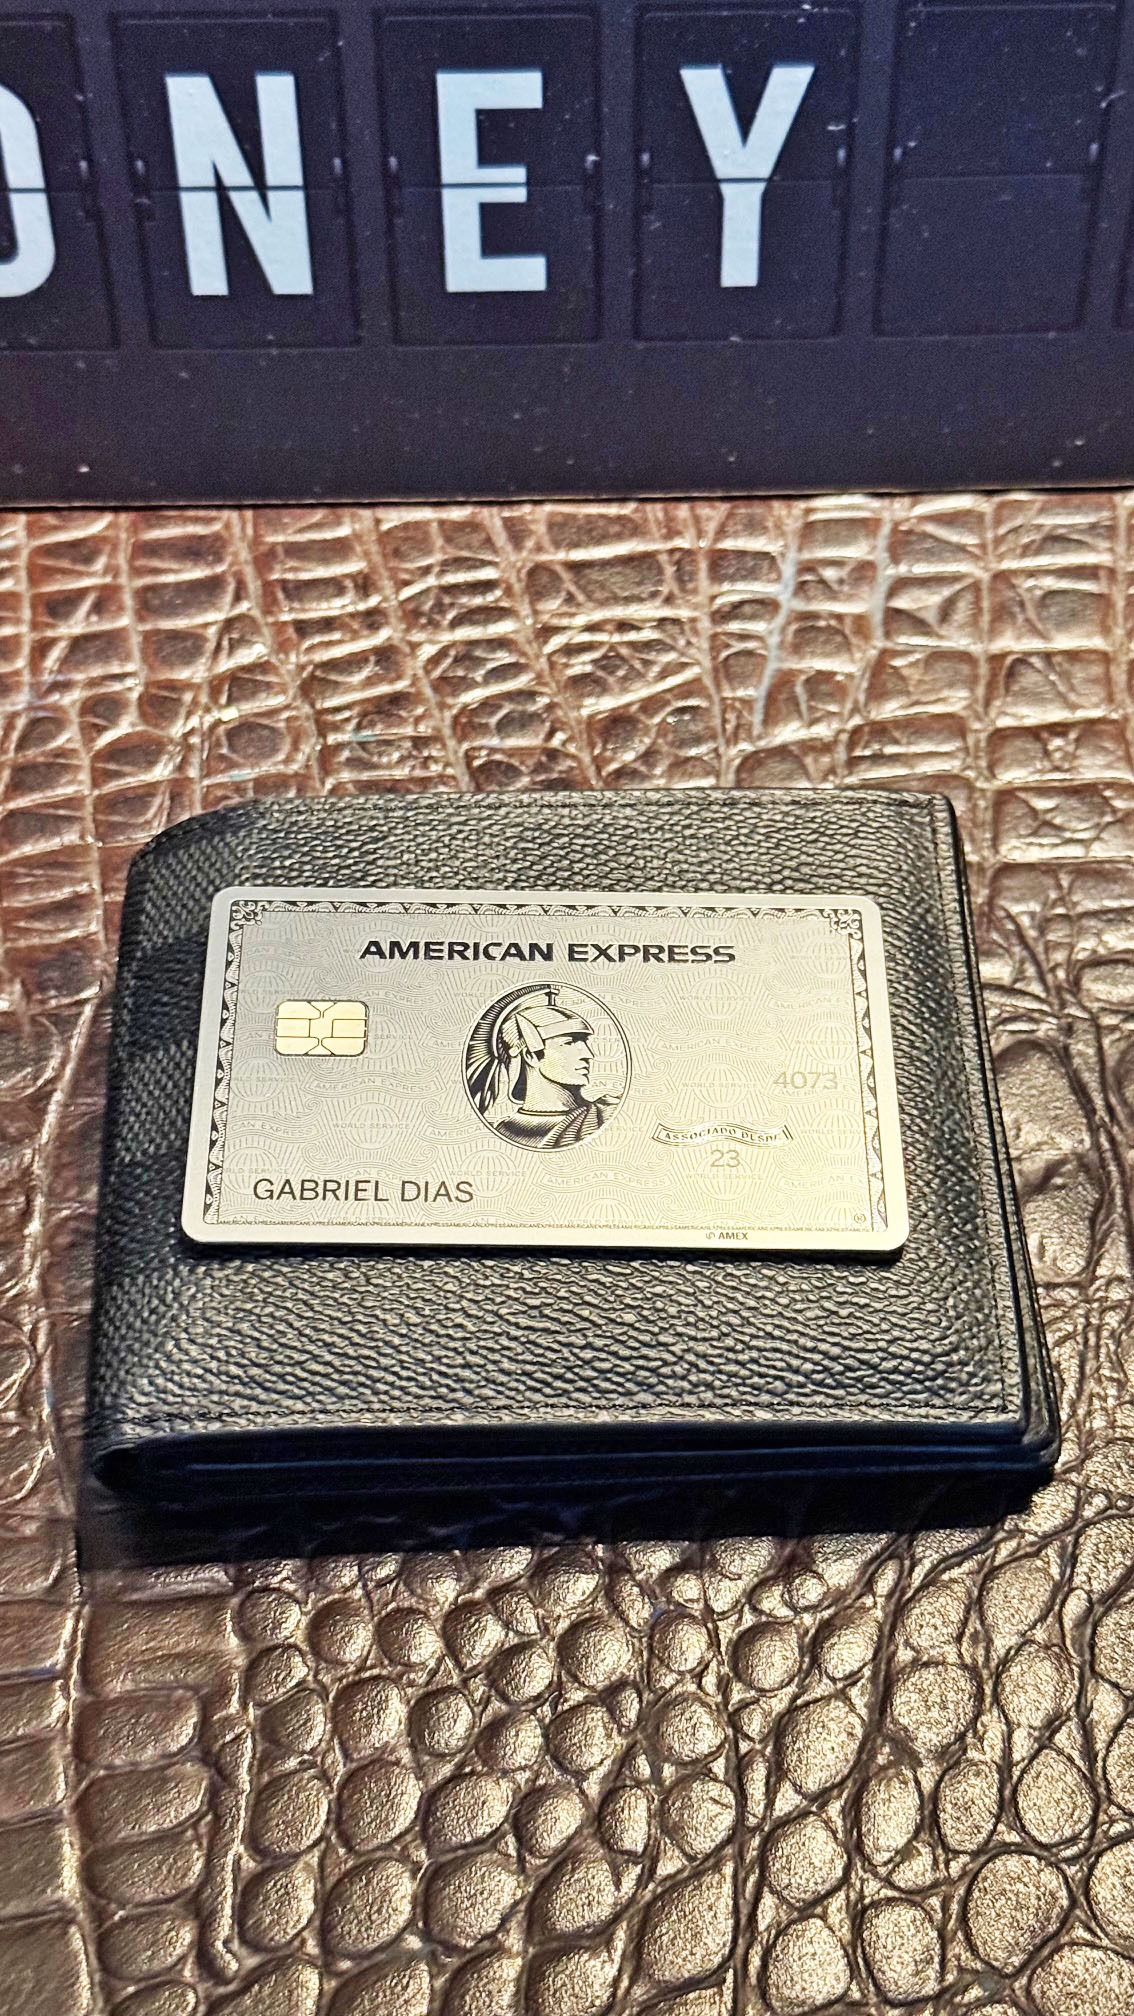 ONEY
AMERICAN EXPRESS
4073
ASSOCIADO DESDE
23
GABRIEL DIAS
AMEX